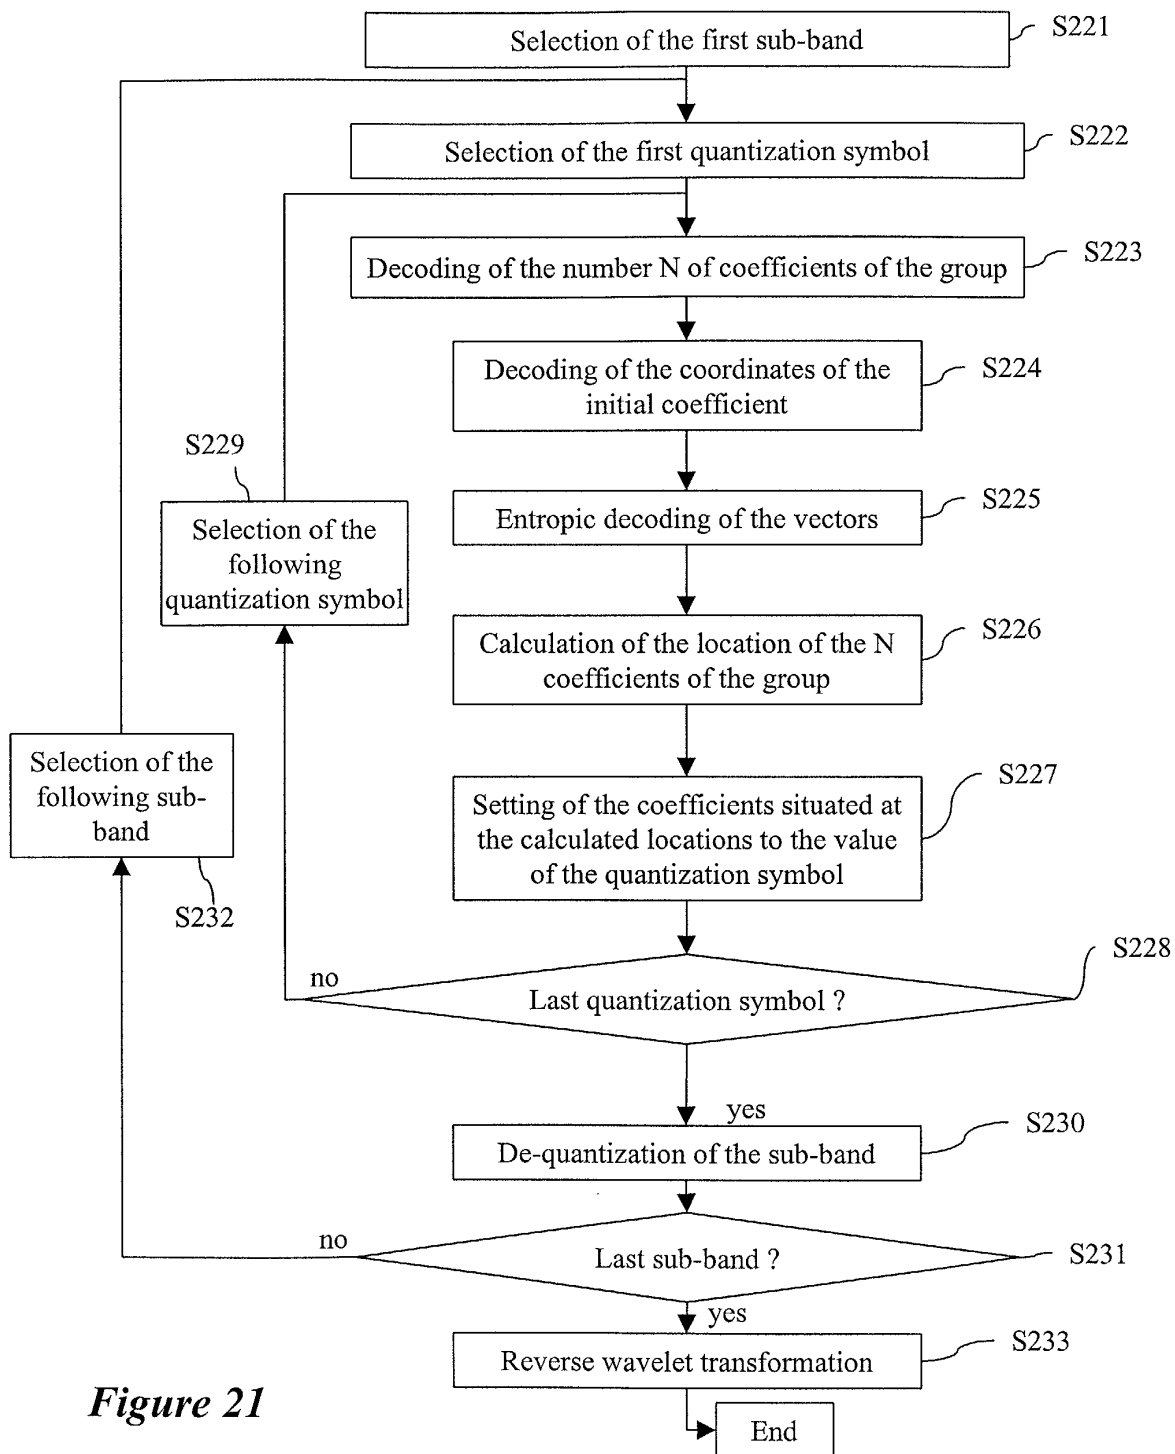 Selection of the first sub-band
S221
Selection of the first quantization symbol
S222
Decoding of the number N of coefficients of the group
S223
Decoding of the coordinates of the
initial coefficient
S224
S229
Selection of the
following
quantization symbol
Entropic decoding of the vectors
S225
Calculation of the location of the N
coefficients of the group
S226
Selection of the
following sub-
band
S232
Setting of the coefficients situated at
the calculated locations to the value
of the quantization symbol
S227
no
Last quantization symbol ?
S228
yes
De-quantization of the sub-band
S230
no
Last sub-band ?
S231
yes
Reverse wavelet transformation
S233
Figure 21
End